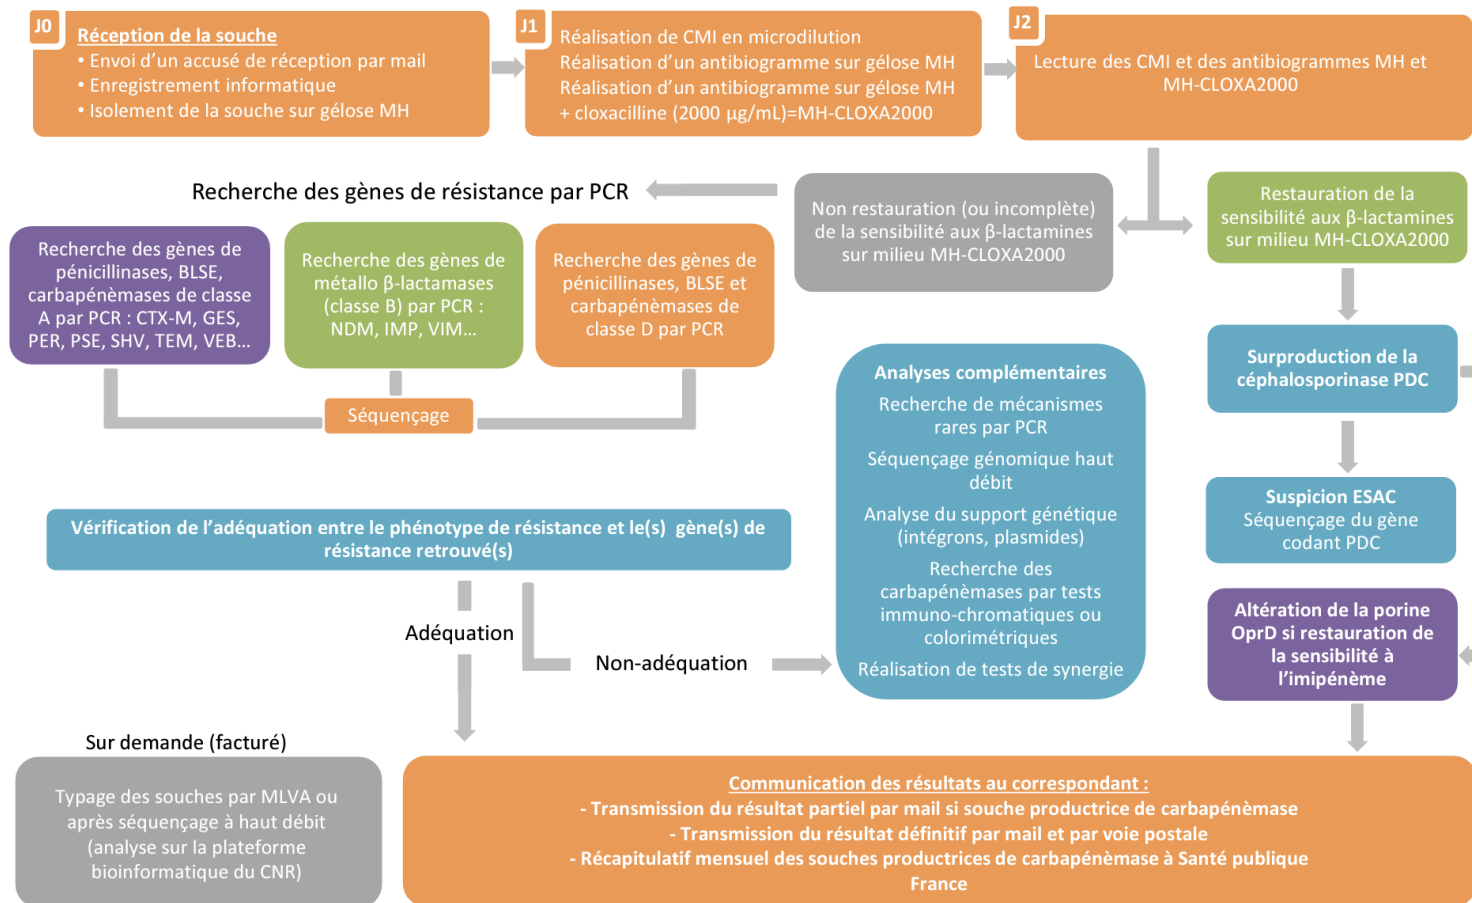 J0
Réception de la souche
• Envoi d'un accusé de réception par mail
• Enregistrement informatique
• Isolement de la souche sur gélose MH
J1
Réalisation de CMI en microdilution
Réalisation d'un antibiogramme sur gélose MH
Réalisation d'un antibiogramme sur gélose MH
+ cloxacilline (2000 µg/mL)=MH-CLOXA2000
J2
Lecture des CMI et des antibiogrammes MH et
MH-CLOXA2000
Recherche des gènes de résistance par PCR
Non restauration (ou incomplète)
de la sensibilité aux β-lactamines
sur milieu MH-CLOXA2000
Restauration de la
sensibilité aux β-lactamines
sur milieu MH-CLOXA2000
Recherche des gènes de
pénicillinases, BLSE,
carbapénèmases de classe
A par PCR : CTX-M, GES,
PER, PSE, SHV, TEM, VEB...
Recherche des gènes de
métallo β-lactamases
(classe B) par PCR :
NDM, IMP, VIM...
Recherche des gènes de
pénicillinases, BLSE et
carbapénèmases de
classe D par PCR
Séquençage
Analyses complémentaires
Recherche de mécanismes
rares par PCR
Séquençage génomique haut
débit
Analyse du support génétique
(intégrons, plasmides)
Recherche des
carbapénèmases par tests
immuno-chromatiques ou
colorimétriques
Réalisation de tests de synergie
Surproduction de la
céphalosporinase PDC
Suspicion ESAC
Séquençage du gène
codant PDC
Altération de la porine
OprD si restauration de
la sensibilité à
l'imipénème
Vérification de l'adéquation entre le phénotype de résistance et le(s) gène(s) de
résistance retrouvé(s)
Adéquation
Non-adéquation
Sur demande (facturé)
Typage des souches par MLVA ou
après séquençage à haut débit
(analyse sur la plateforme
bioinformatique du CNR)
Communication des résultats au correspondant :
- Transmission du résultat partiel par mail si souche productrice de carbapénèmase
- Transmission du résultat définitif par mail et par voie postale
- Récapitulatif mensuel des souches productrices de carbapénèmase à Santé publique
France